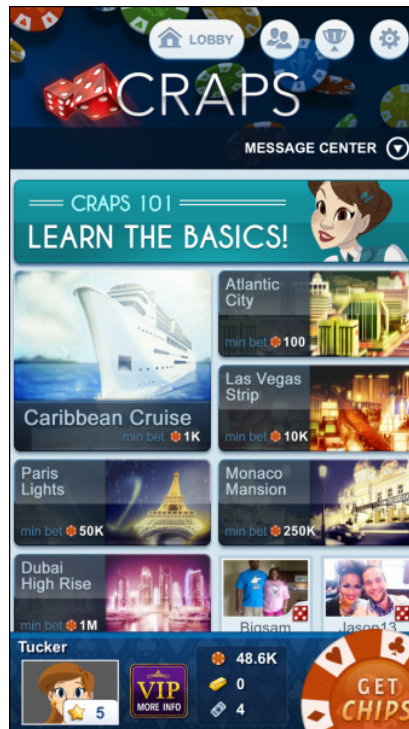 LOBBY
CRAPS
MESSAGE CENTER
CRAPS 101
LEARN THE BASICS!
Caribbean Cruise
min bet 1K
Atlantic
City
min bet 100
Las Vegas
Strip
min bet 10K
Paris
Lights
min bet 50K
Monaco
Mansion
min bet 250K
Dubai
High Rise
min bet 1M
Bigsam
Jason13
Tucker
5
VIP
MORE INFO
48.6K
0
4
GET
CHIPS